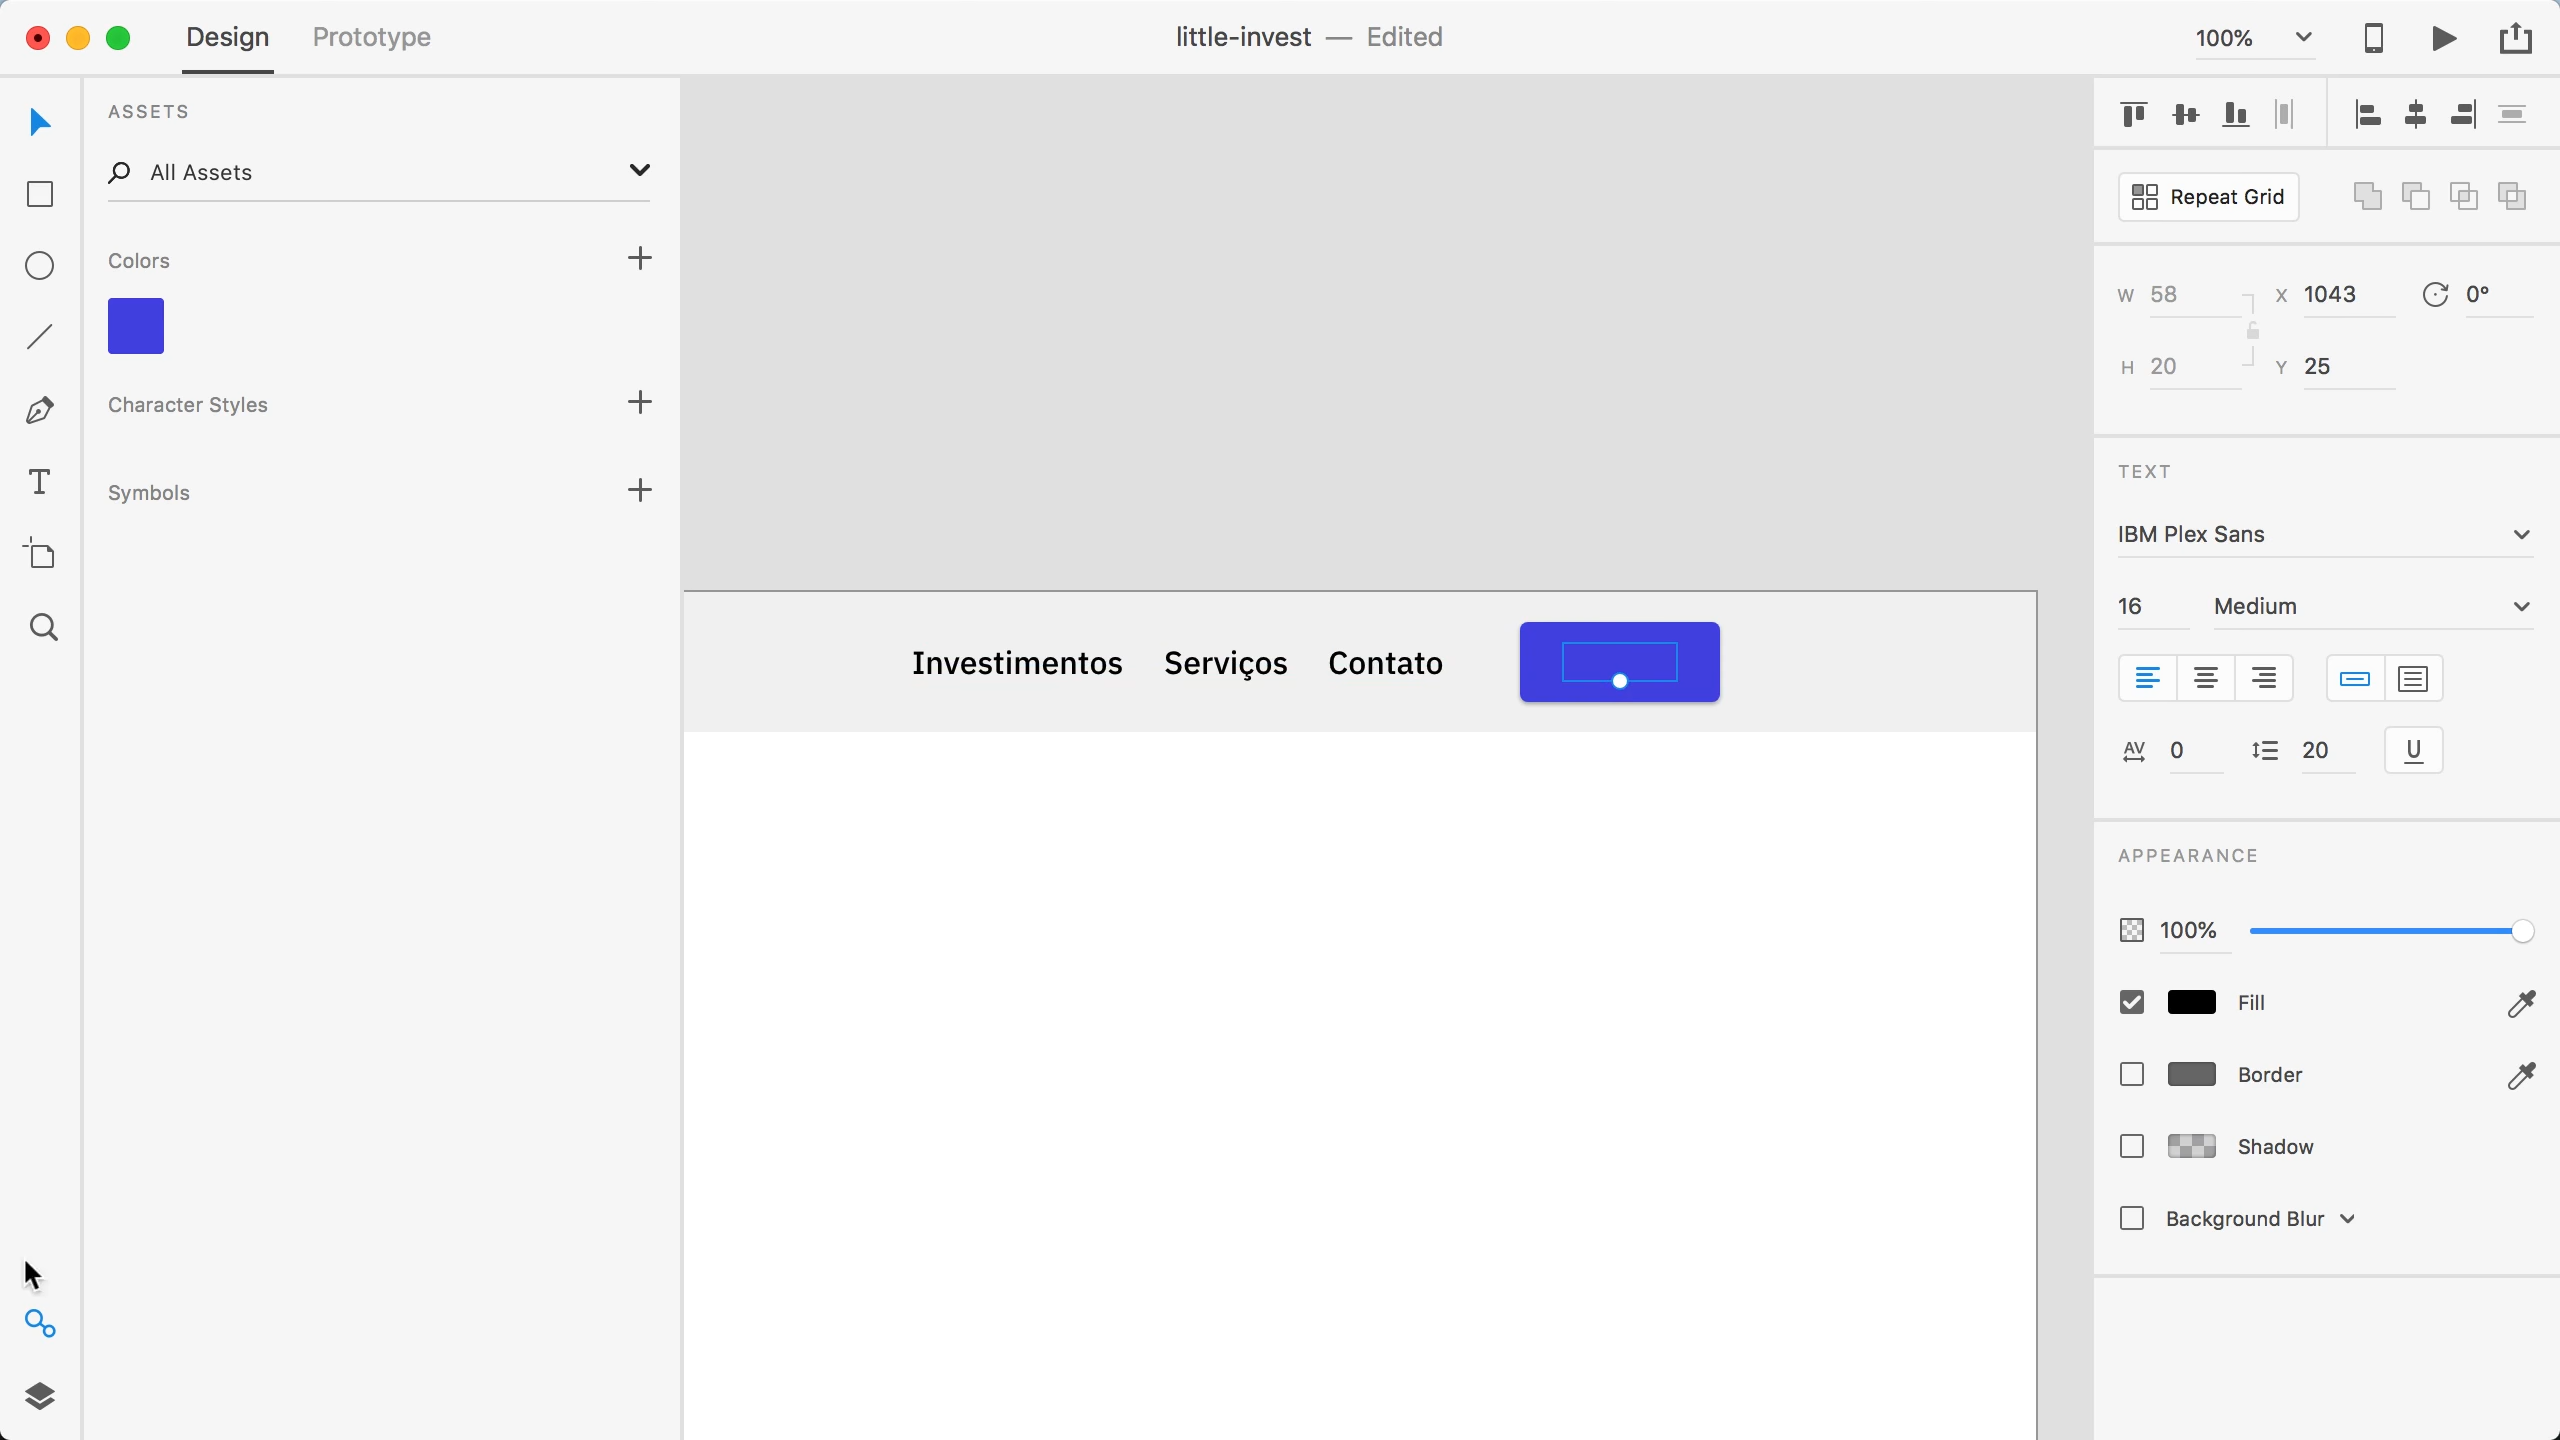 Design Prototype little-invest — Edited 100%
ASSETS
All Assets
Colors
Character Styles
Symbols
Investimentos Serviços Contato
Repeat Grid
W 58 X 1043 0°
H 20 Y 25
TEXT
IBM Plex Sans
16 Medium
AV 0 20 U
APPEARANCE
100%
Fill
Border
Shadow
Background Blur